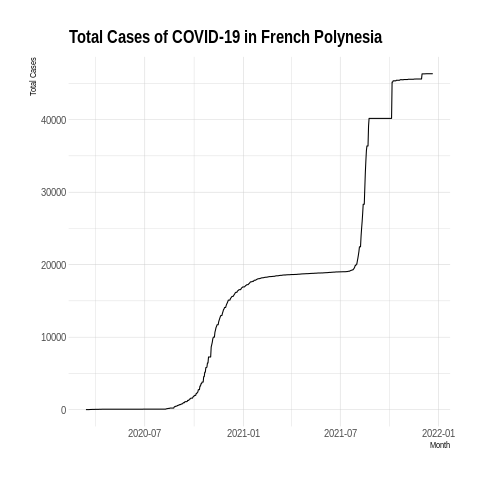 Total Cases of COVID-19 in French Polynesia
Total Cases
40000
30000
20000
10000
0
2020-07 2021-01 2021-07 2022-01
Month